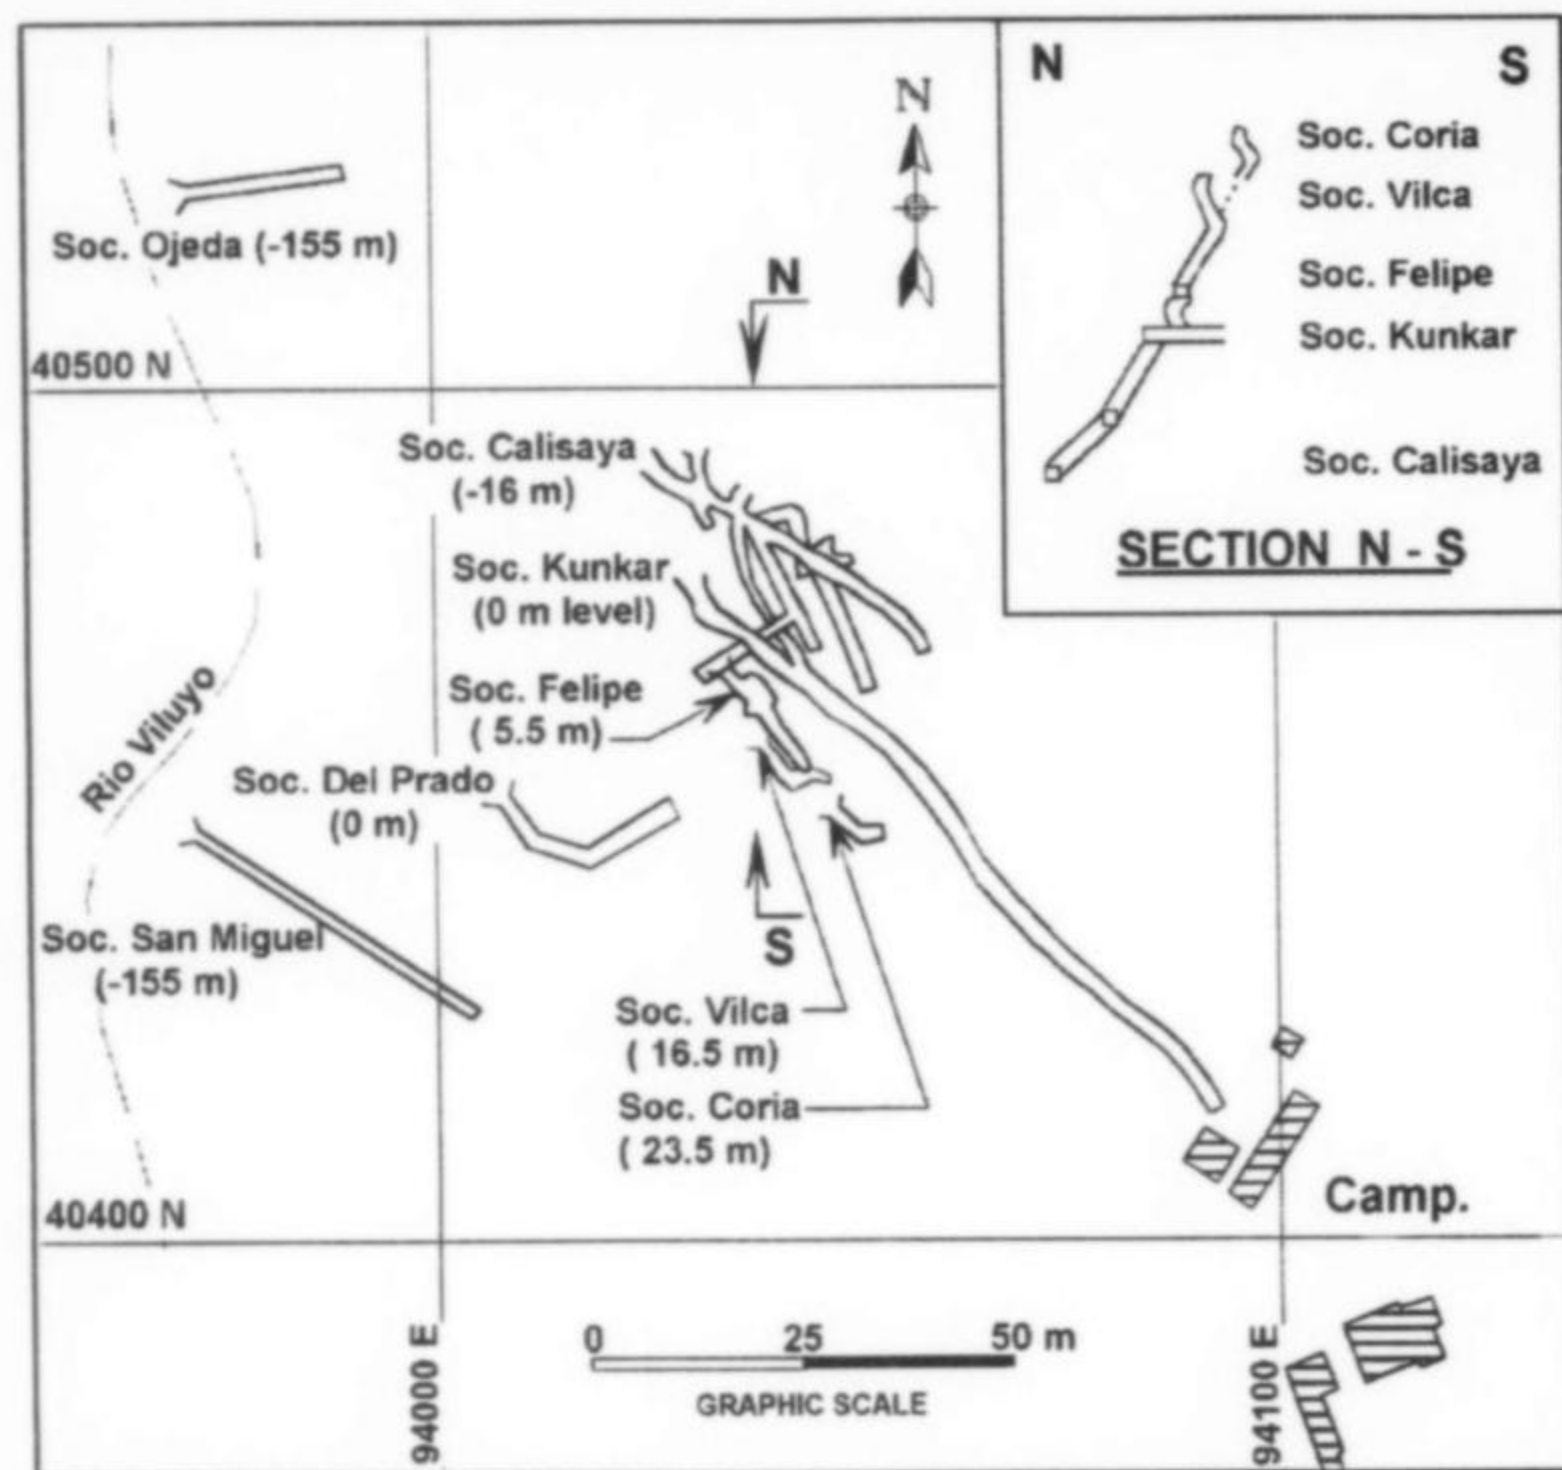 N S
Soc. Coria
Soc. Vilca
Soc. Felipe
Soc. Kunkar
Soc. Calisaya
SECTION N - S
N
Soc. Ojeda (-155 m)
N
40500 N
Soc. Calisaya
(-16 m)
Soc. Kunkar
(0 m level)
Soc. Felipe
( 5.5 m)
Rio Viluyo
Soc. Del Prado
(0 m)
Soc. San Miguel
(-155 m)
S
Soc. Vilca
( 16.5 m)
Soc. Coria
( 23.5 m)
Camp.
40400 N
94000 E
94100 E
0 25 50 m
GRAPHIC SCALE